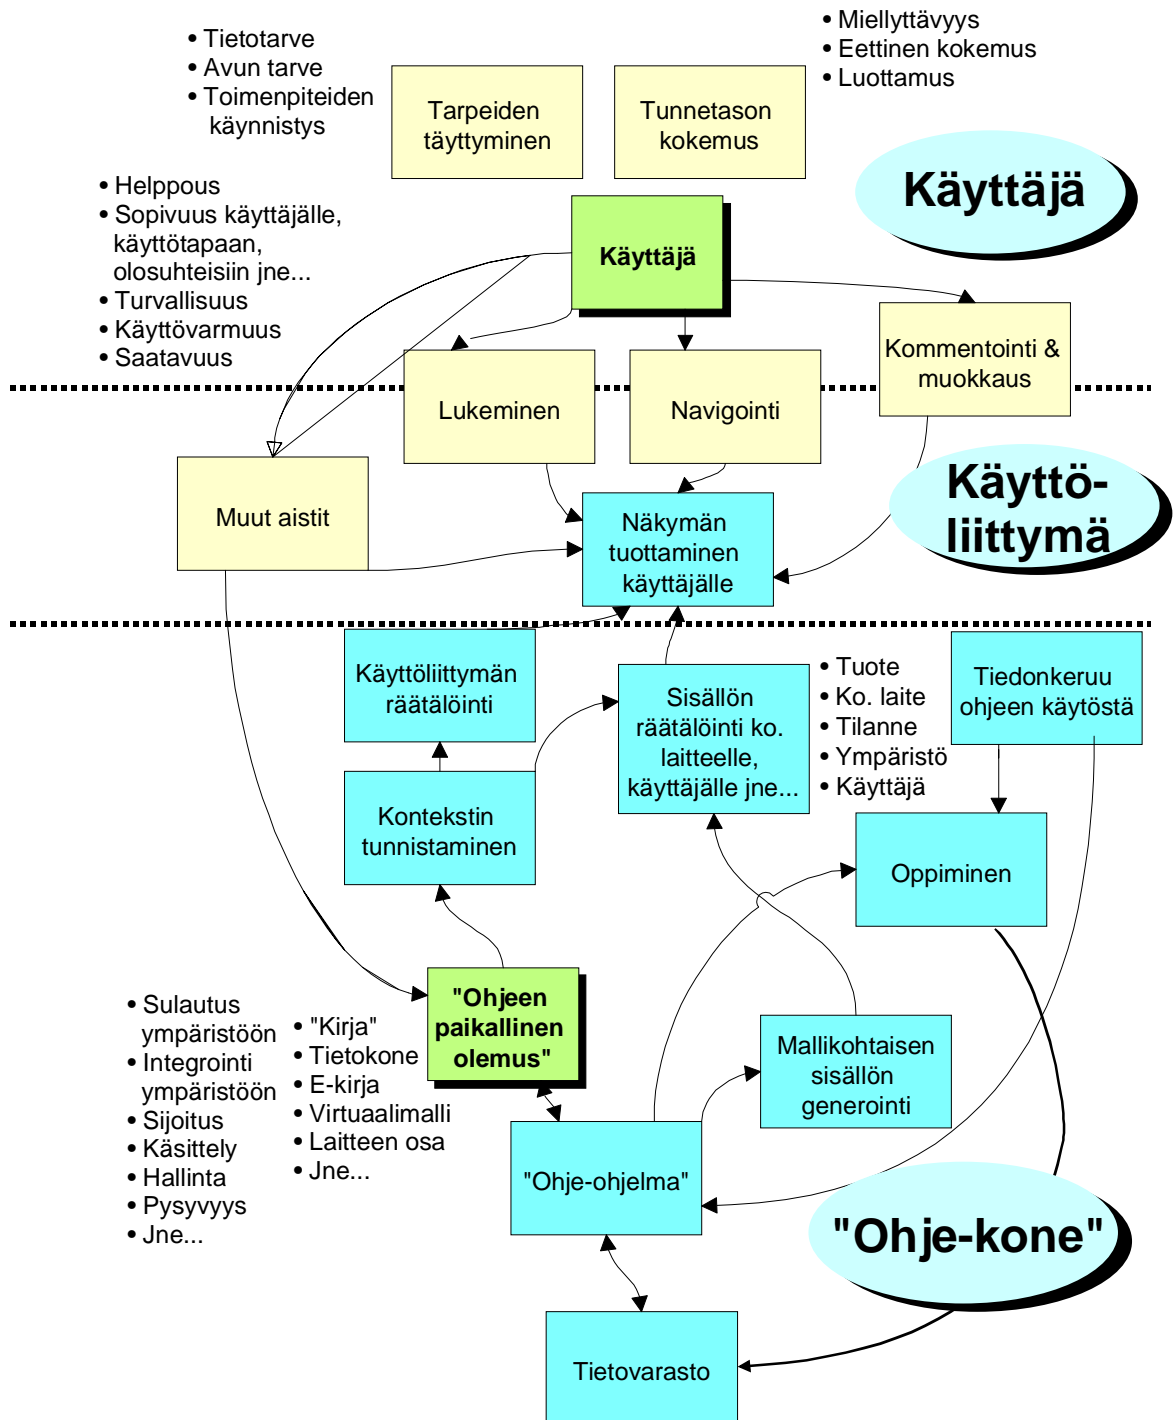 • Tietotarve
• Avun tarve
• Toimenpiteiden
käynnistys
• Miellyttävyys
• Eettinen kokemus
• Luottamus
Tarpeiden
täyttyminen
Tunnetason
kokemus
Käyttäjä
• Helppous
• Sopivuus käyttäjälle,
käyttötapaan,
olosuhteisiin jne...
• Turvallisuus
• Käyttövarmuus
• Saatavuus
Käyttäjä
Lukeminen
Navigointi
Kommentointi &
muokkaus
Muut aistit
Näkymän
tuottaminen
käyttäjälle
Käyttö-
liittymä
Käyttöliittymän
räätälöinti
Sisällön
räätälöinti ko.
laitteelle,
käyttäjälle jne...
• Tuote
• Ko. laite
• Tilanne
• Ympäristö
• Käyttäjä
Tiedonkeruu
ohjeen käytöstä
Kontekstin
tunnistaminen
Oppiminen
"Ohjeen
paikallinen
olemus"
• Sulautus
ympäristöön
• Integrointi
ympäristöön
• Sijoitus
• Käsittely
• Hallinta
• Pysyvyys
• Jne...
• "Kirja"
• Tietokone
• E-kirja
• Virtuaalimalli
• Laitteen osa
• Jne...
Mallikohtaisen
sisällön
generointi
"Ohje-ohjelma"
"Ohje-kone"
Tietovarasto